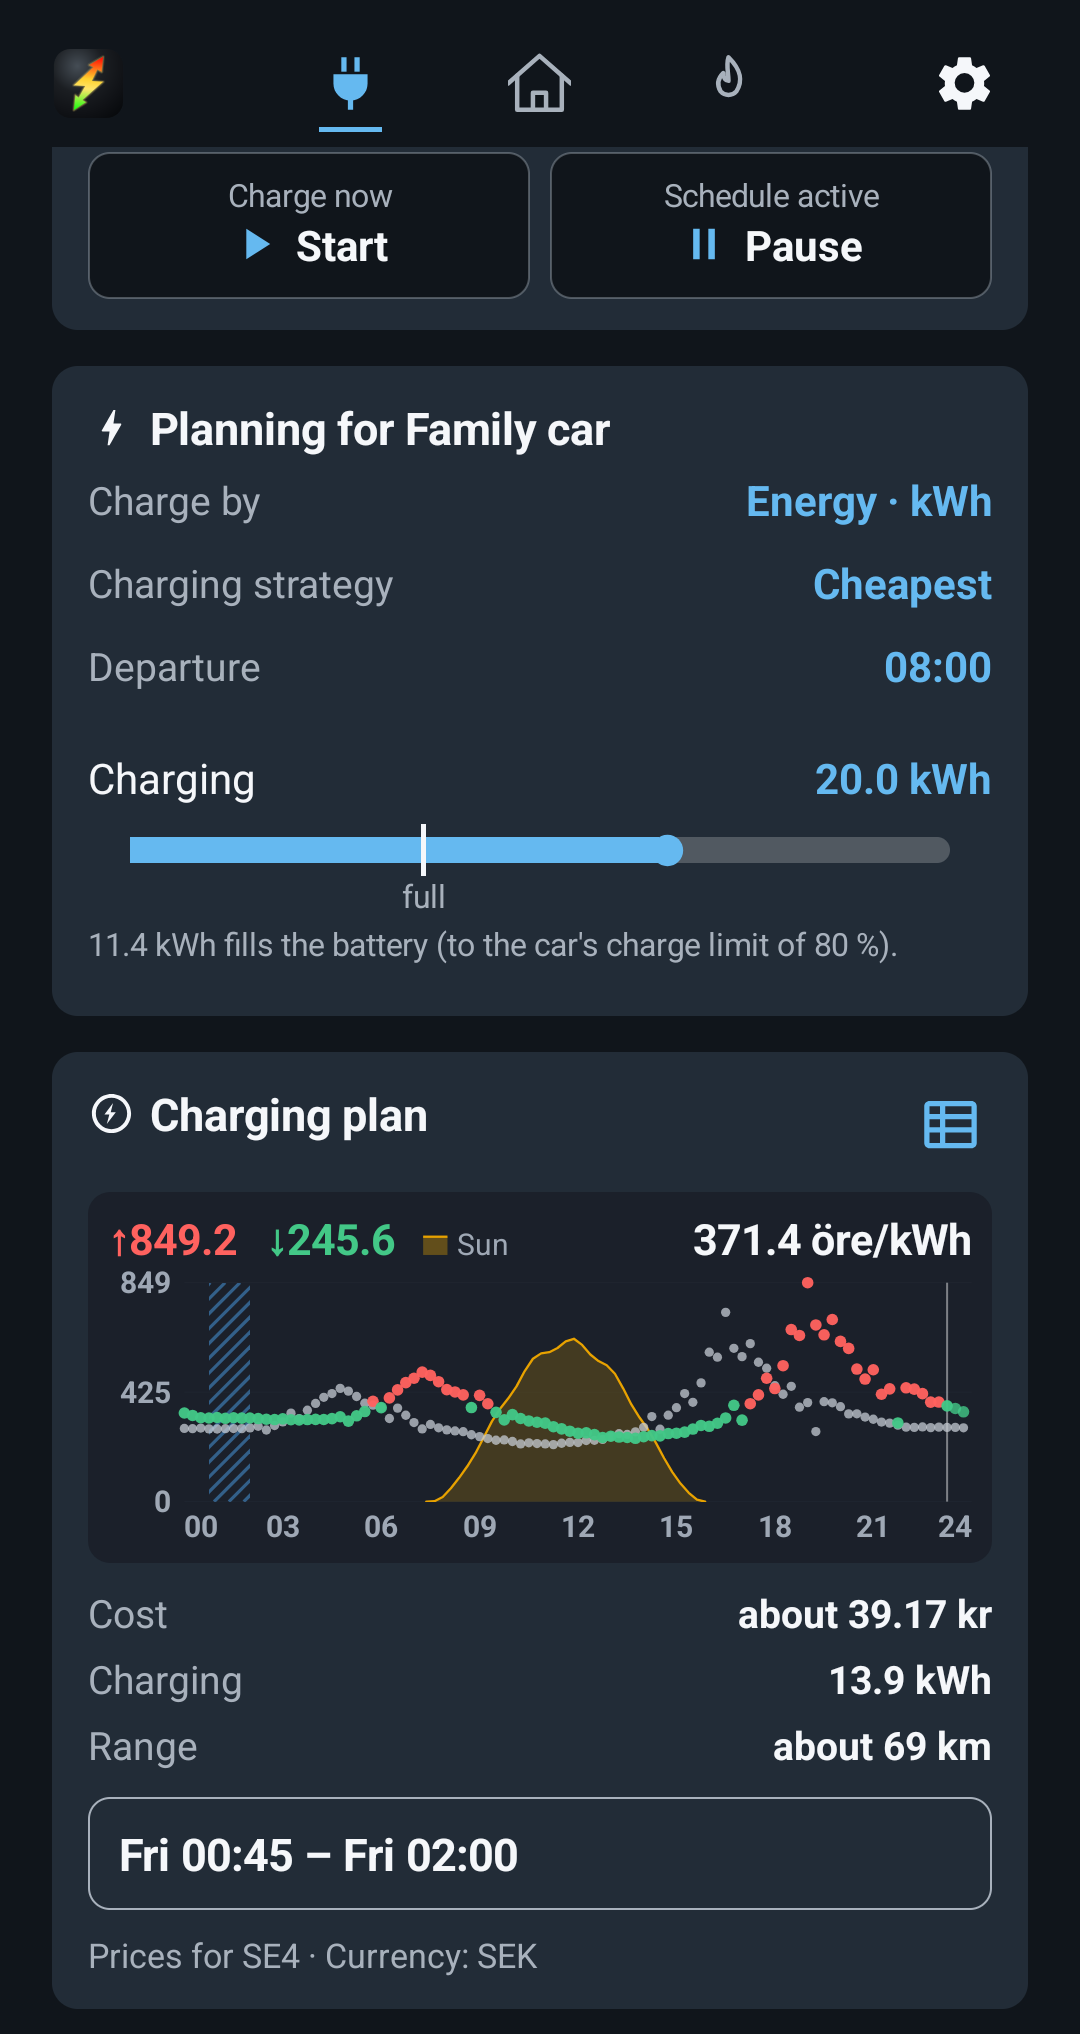 Charge now
Start
Schedule active
Pause
Planning for Family car
Charge by
Energy · kWh
Charging strategy
Cheapest
Departure
08:00
Charging
20.0 kWh
full
11.4 kWh fills the battery (to the car's charge limit of 80 %).
Charging plan
↑849.2 ↓245.6 Sun 371.4 öre/kWh
849
425
0
00 03 06 09 12 15 18 21 24
Cost
about 39.17 kr
Charging
13.9 kWh
Range
about 69 km
Fri 00:45 – Fri 02:00
Prices for SE4 · Currency: SEK